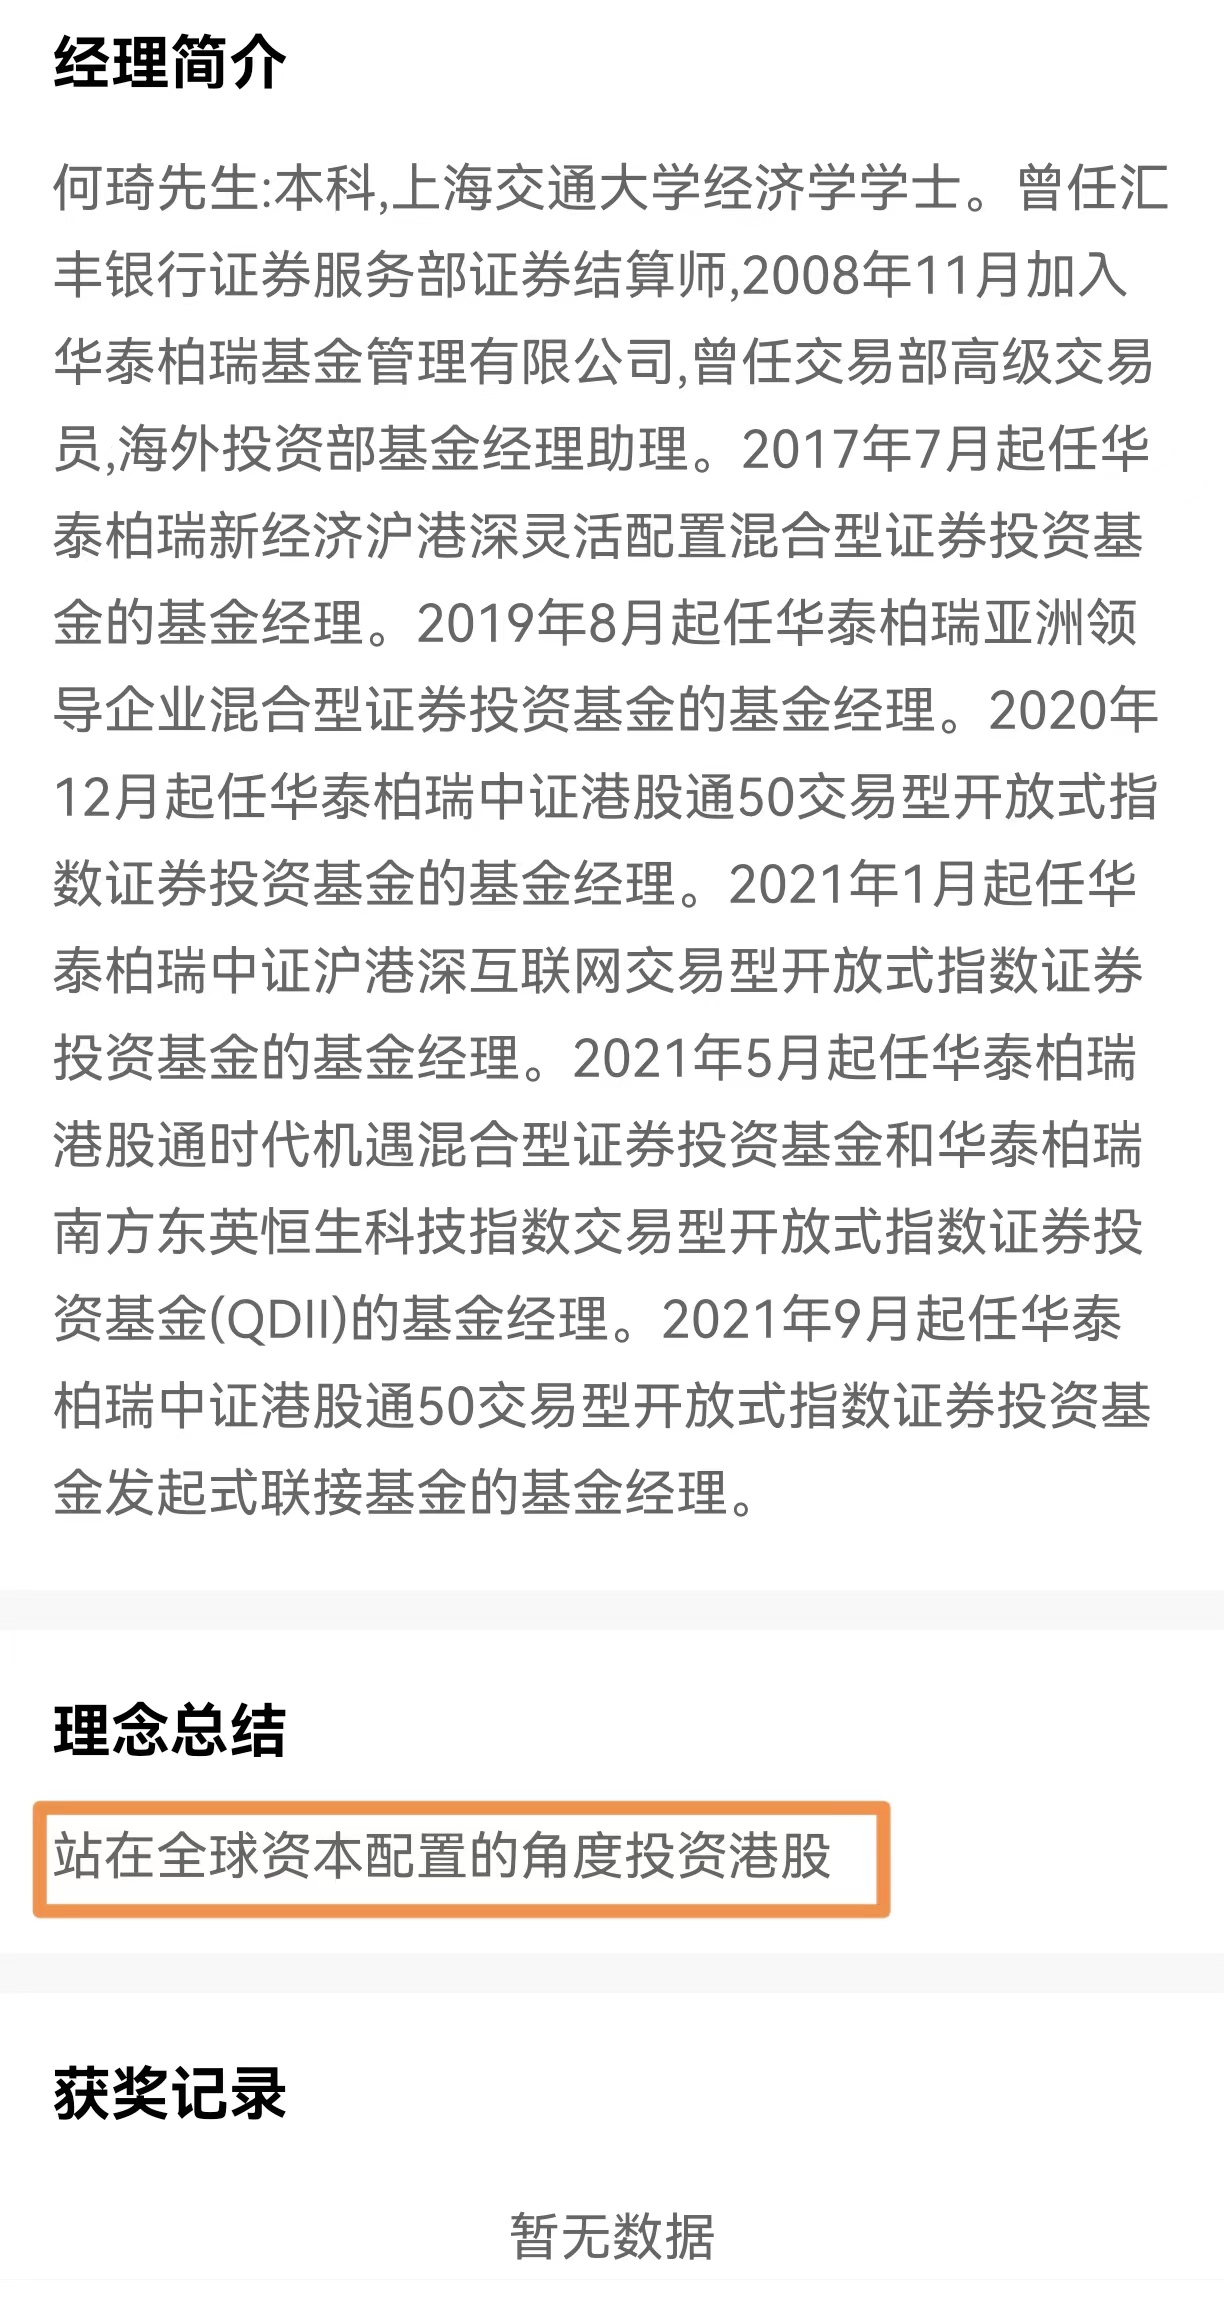 经理简介
何琦先生:本科,上海交通大学经济学学士。曾任汇
丰银行证券服务部证券结算师,2008年11月加入
华泰柏瑞基金管理有限公司,曾任交易部高级交易
员,海外投资部基金经理助理。2017年7月起任华
泰柏瑞新经济沪港深灵活配置混合型证券投资基
金的基金经理。2019年8月起任华泰柏瑞亚洲领
导企业混合型证券投资基金的基金经理。2020年
12月起任华泰柏瑞中证港股通50交易型开放式指
数证券投资基金的基金经理。2021年1月起任华
泰柏瑞中证沪港深互联网交易型开放式指数证券
投资基金的基金经理。2021年5月起任华泰柏瑞
港股通时代机遇混合型证券投资基金和华泰柏瑞
南方东英恒生科技指数交易型开放式指数证券投
资基金(QDII)的基金经理。2021年9月起任华泰
柏瑞中证港股通50交易型开放式指数证券投资基
金发起式联接基金的基金经理。
理念总结
站在全球资本配置的角度投资港股
获奖记录
暂无数据